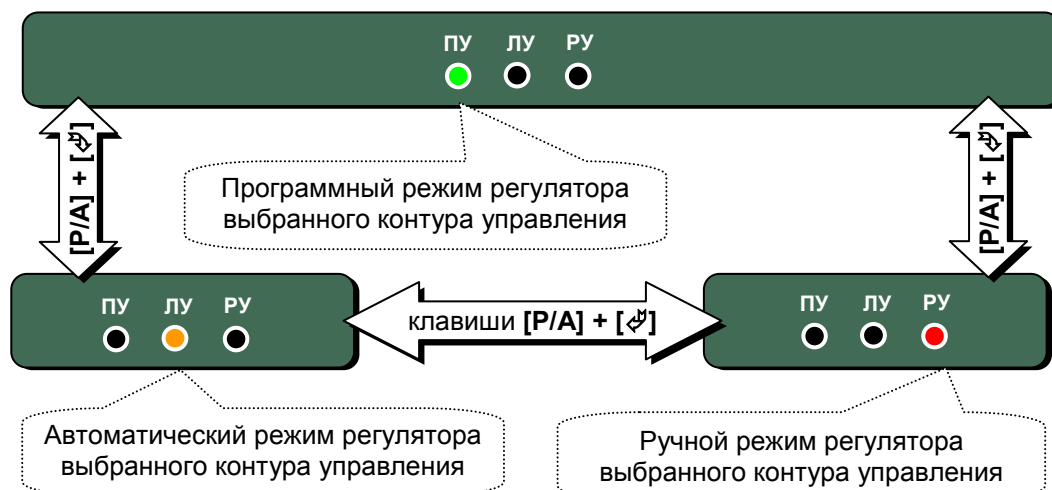 ПУ ЛУ РУ
[Р/А] + [↵]
[Р/А] + [↵]
Программный режим регулятора
выбранного контура управления
ПУ ЛУ РУ
клавиши [Р/А] + [↵]
ПУ ЛУ РУ
Автоматический режим регулятора
выбранного контура управления
Ручной режим регулятора
выбранного контура управления